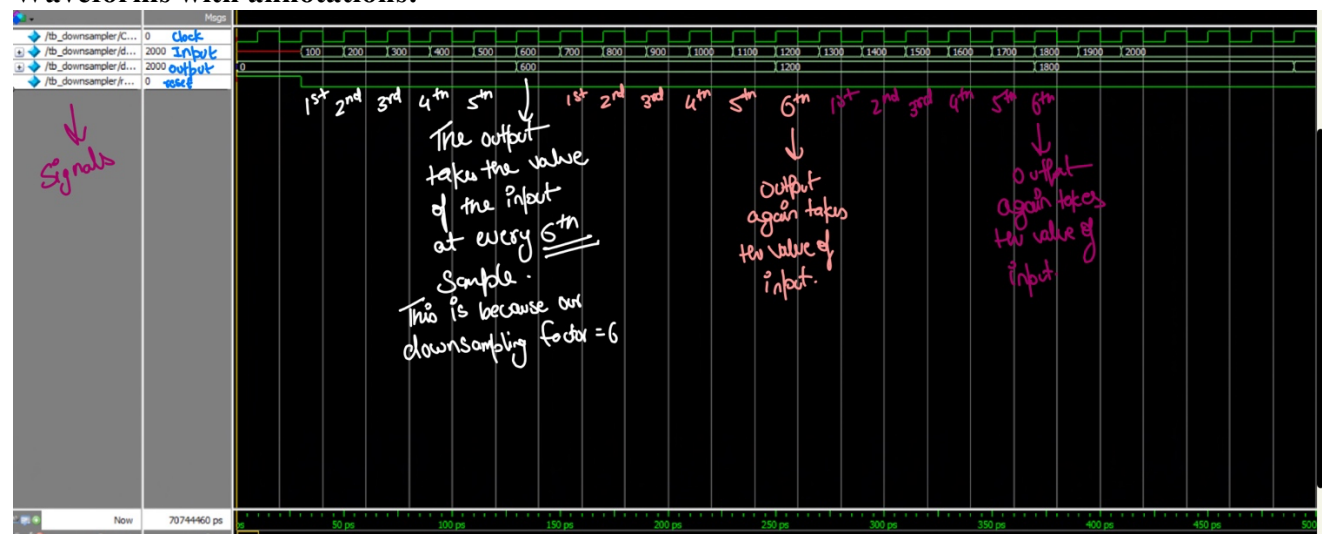 Waveforms with annotations.
Msgs
/tb_downsampler/C... 0 Clock
/tb_downsampler/d... 2000 Input
/tb_downsampler/d... 2000 output
/tb_downsampler/r... 0 reset
100 200 300 400 500 600 700 800 900 1000 1100 1200 1300 1400 1500 1600 1700 1800 1900 2000
0 600 1200 1800
1st 2nd 3rd 4th 5th 1st 2nd 3rd 4th 5th 6th 1st 2nd 3rd 4th 5th 6th
Signals
The output
takes the value
of the input
at every 6th
sample.
This is because our
downsampling factor = 6
Output
again takes
the value of
input.
Output
again takes
the value of
input.
Now 70744460 ps
ps 50 ps 100 ps 150 ps 200 ps 250 ps 300 ps 350 ps 400 ps 450 ps 500